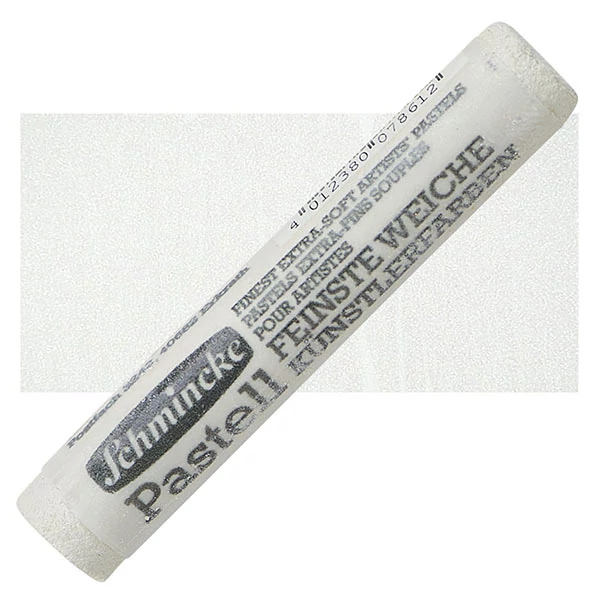 4 "012380"078612"
FINEST EXTRA-SOFT ARTISTS' PASTELS
PASTELS EXTRA-FINS SOUPLES
POUR ARTISTES
FEINSTE WEICHE
KÜNSTLERFARBEN
Schmincke
Pastell